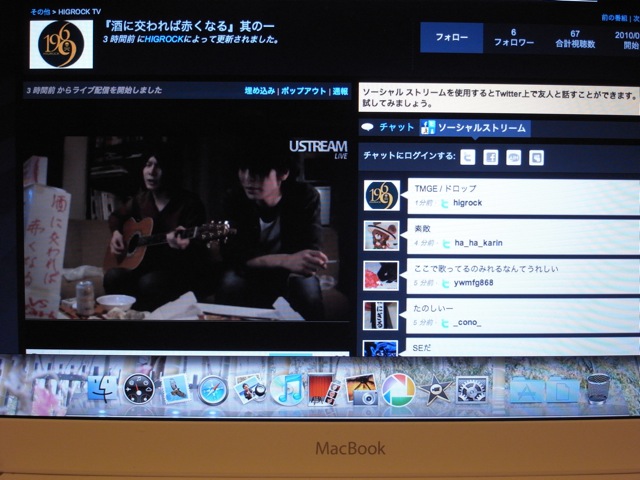 その他 > HIGROCK TV
『酒に交われば赤くなる』其の一
3 時間前 にHIGROCKによって更新されました。
前の番組 | 次
フォロー
6
フォロワー
67
合計視聴数
2010/0
開始
3 時間前 からライブ配信を開始しました
埋め込み | ポップアウト | 通報
ソーシャル ストリームを使用するとTwitter上で友人と話すことができます。
試してみましょう。
チャット
ソーシャルストリーム
チャットにログインする:
USTREAM
LIVE
酒に交われば
赤くなる
1969
TMGE / ドロップ
1分前
higrock
素敵
4 分前
ha_ha_karin
ここで歌ってるのみれるなんてうれしい
5 分前
ywmfg868
たのしいー
5 分前
_cono_
SEだ
MacBook